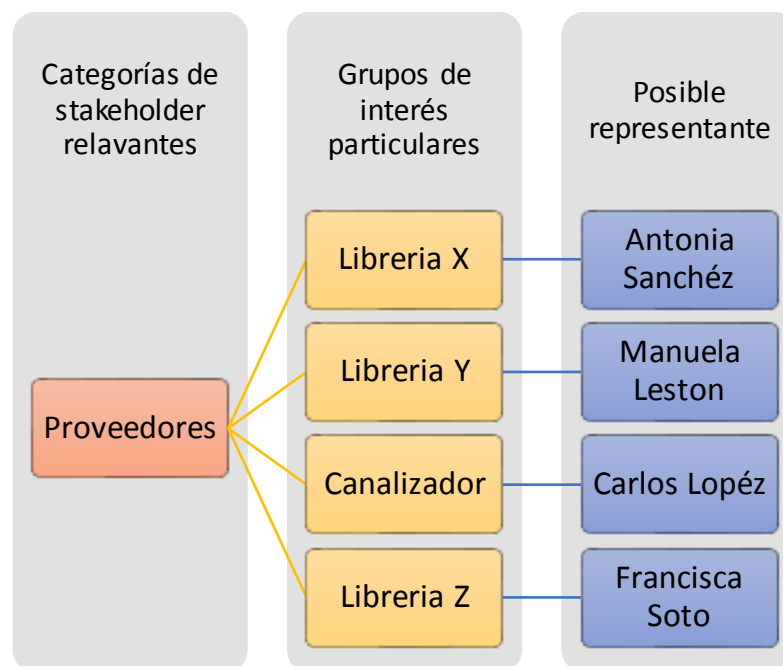 Categorías de
stakeholder
relavantes
Grupos de
interés
particulares
Posible
representante
Proveedores
Libreria X
Antonia
Sanchéz
Libreria Y
Manuela
Leston
Canalizador
Carlos Lopéz
Libreria Z
Francisca
Soto